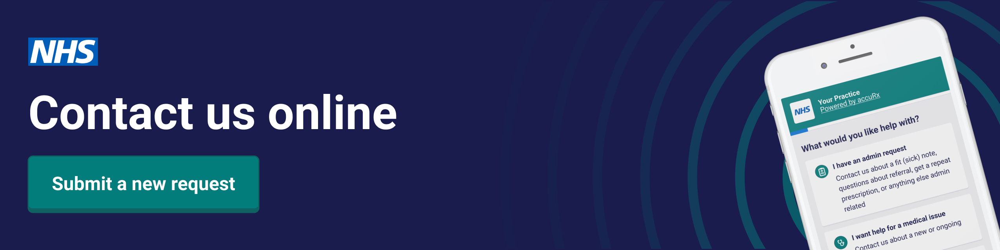 NHS
Contact us online
Submit a new request
NHS
Your Practice
Powered by accuRx
What would you like help with?
I have an admin request
Contact us about a fit (sick) note,
questions about referral, get a repeat
prescription, or anything else admin
related
I want help for a medical issue
Contact us about a new or ongoing